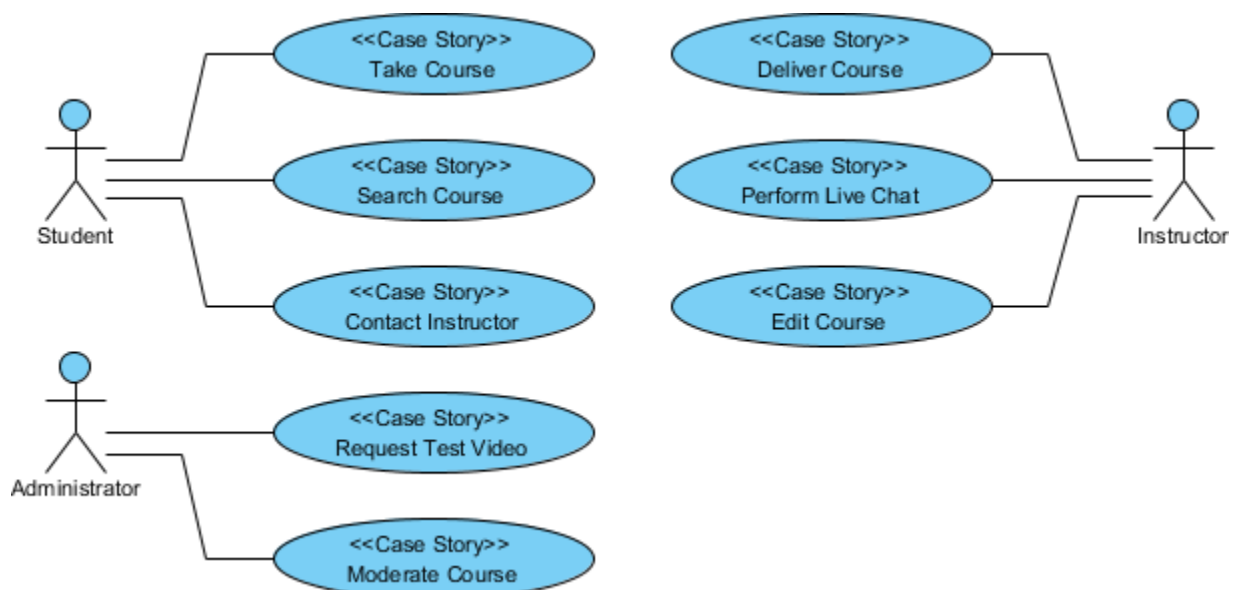 <<Case Story>>
Take Course
<<Case Story>>
Search Course
Student
<<Case Story>>
Contact Instructor
<<Case Story>>
Deliver Course
<<Case Story>>
Perform Live Chat
Instructor
<<Case Story>>
Edit Course
<<Case Story>>
Request Test Video
Administrator
<<Case Story>>
Moderate Course